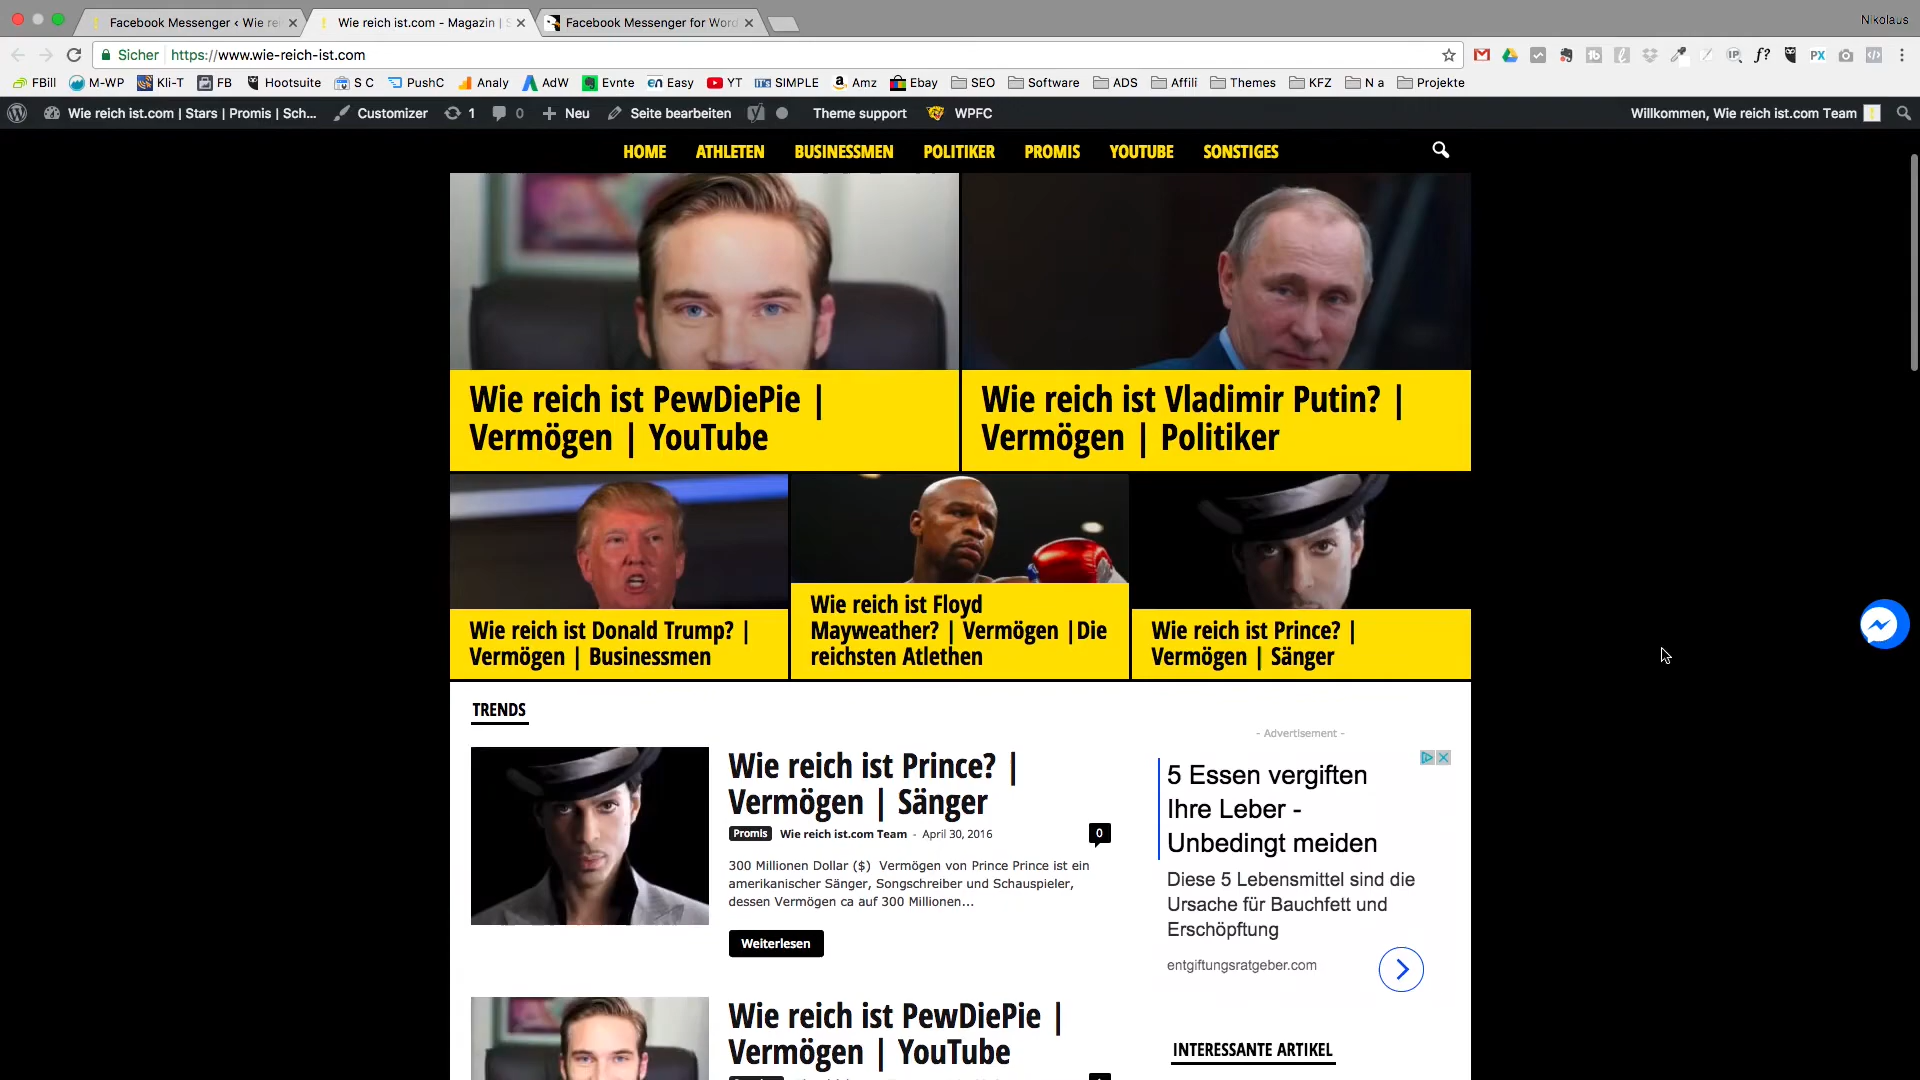 Facebook Messenger ‹ Wie rei
Wie reich ist.com - Magazin | S
Facebook Messenger for Word
Nikolaus
Sicher
https://www.wie-reich-ist.com
FBill
M-WP
Kli-T
FB
Hootsuite
S C
PushC
Analy
AdW
Evnte
Easy
YT
SIMPLE
Amz
Ebay
SEO
Software
ADS
Affili
Themes
KFZ
N a
Projekte
Wie reich ist.com | Stars | Promis | Sch...
Customizer
1
0
Neu
Seite bearbeiten
Theme support
WPFC
Willkommen, Wie reich ist.com Team
HOME
ATHLETEN
BUSINESSMEN
POLITIKER
PROMIS
YOUTUBE
SONSTIGES
Wie reich ist PewDiePie |
Vermögen | YouTube
Wie reich ist Vladimir Putin? |
Vermögen | Politiker
Wie reich ist Donald Trump? |
Vermögen | Businessmen
Wie reich ist Floyd
Mayweather? | Vermögen |Die
reichsten Atlethen
Wie reich ist Prince? |
Vermögen | Sänger
TRENDS
Wie reich ist Prince? |
Vermögen | Sänger
Promis Wie reich ist.com Team - April 30, 2016
0
300 Millionen Dollar ($) Vermögen von Prince Prince ist ein
amerikanischer Sänger, Songschreiber und Schauspieler,
dessen Vermögen ca auf 300 Millionen...
Weiterlesen
Wie reich ist PewDiePie |
Vermögen | YouTube
- Advertisement -
5 Essen vergiften
Ihre Leber -
Unbedingt meiden
Diese 5 Lebensmittel sind die
Ursache für Bauchfett und
Erschöpftung
entgiftungsratgeber.com
INTERESSANTE ARTIKEL